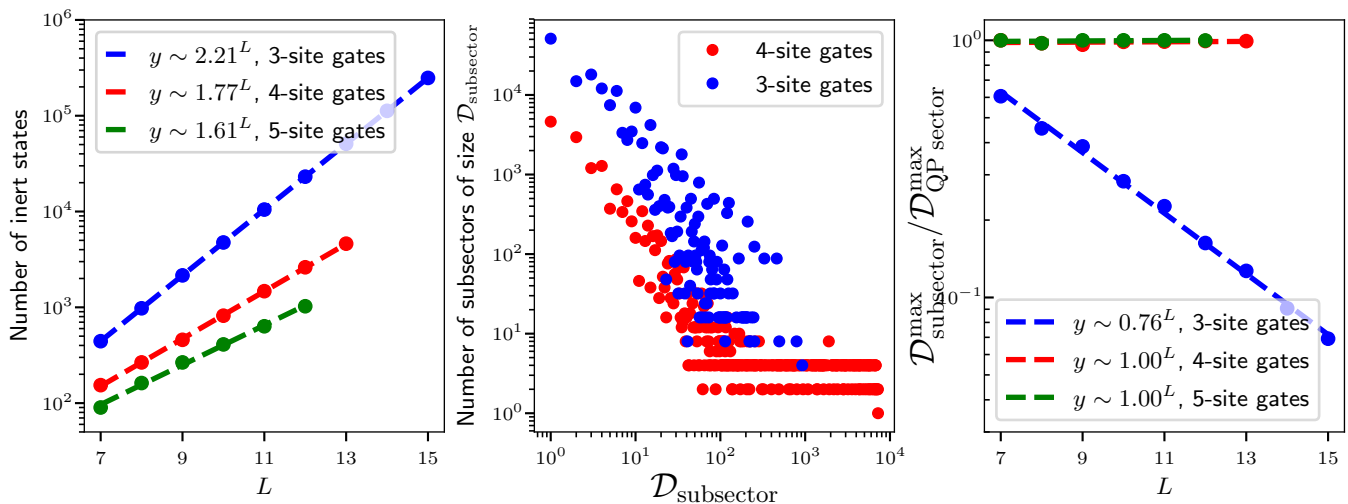 Number of inert states
10^6
10^5
10^4
10^3
10^2
y ∼ 2.21^L, 3-site gates
y ∼ 1.77^L, 4-site gates
y ∼ 1.61^L, 5-site gates
7 9 11 13 15
L
Number of subsectors of size D_subsector
10^4
10^3
10^2
10^1
10^0
4-site gates
3-site gates
10^0 10^1 10^2 10^3 10^4
D_subsector
D^max_subsector/D^max_QP sector
10^0
10^−1
y ∼ 0.76^L, 3-site gates
y ∼ 1.00^L, 4-site gates
y ∼ 1.00^L, 5-site gates
7 9 11 13 15
L